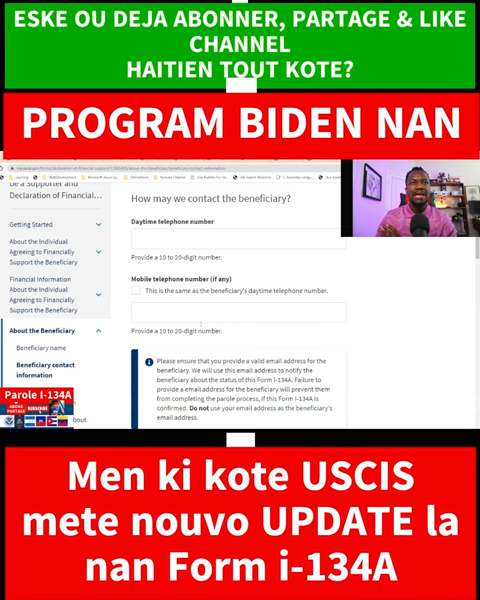 ESKE OU DEJA ABONNER, PARTAGE & LIKE
CHANNEL
HAITIEN TOUT KOTE?
PROGRAM BIDEN NAN
be a Supporter and
Declaration of Financial...
Getting Started
About the Individual
Agreeing to Financially
Support the Beneficiary
Financial Information
About the Individual
Agreeing to Financially
Support the Beneficiary
About the Beneficiary
Beneficiary name
Beneficiary contact
information
How may we contact the beneficiary?
Daytime telephone number
Provide a 10 to 20-digit number.
Mobile telephone number (if any)
This is the same as the beneficiary's daytime telephone number.
Provide a 10 to 20-digit number.
Please ensure that you provide a valid email address for the
beneficiary. We will use this email address to notify the
beneficiary about the status of this Form I-134A. Failure to
provide a email address for the beneficiary will prevent them
from completing the parole process, if this Form I-134A is
confirmed. Do not use your email address as the beneficiary's
email address.
Parole I-134A
ABONE
PARTAGE
SUBSCRIBE
bout
Men ki kote USCIS
mete nouvo UPDATE la
nan Form i-134A